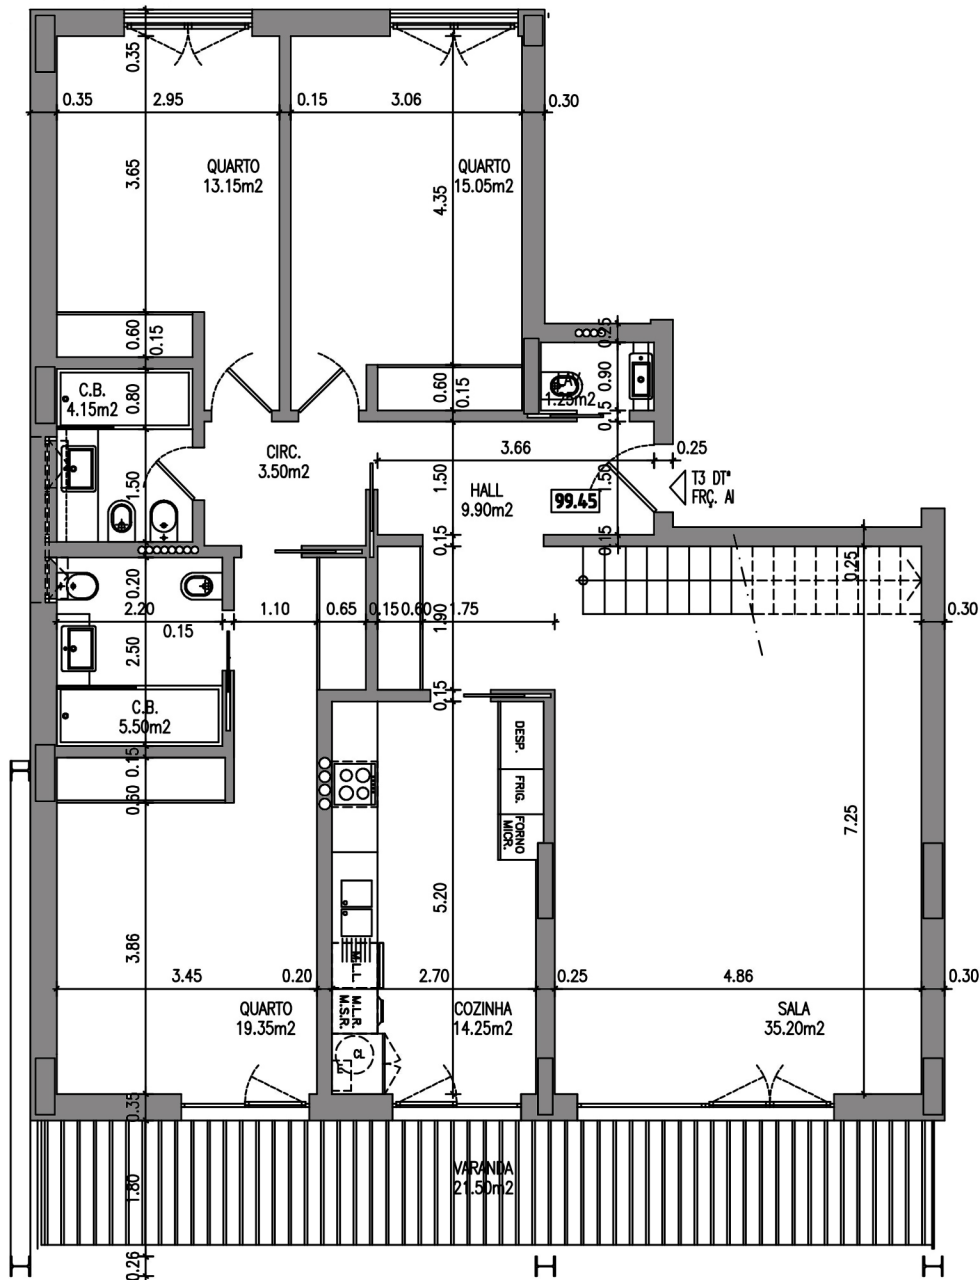 0.35
0.35 2.95 0.15 3.06 0.30
QUARTO
13.15m2
QUARTO
15.05m2
3.65
4.35
0.60
0.15
0.25
C.B.
4.15m2
0.80
0.60
0.15
0.90
1.25m2
0.15
CIRC.
3.50m2
3.66
0.25
1.50
1.50
1.50
HALL
9.90m2
99.45
T3 DTº
FRÇ. AI
0.15
0.15
0.25
0.20
2.20 1.10 0.65 0.15 0.60 1.75 0.30
0.15
1.90
2.50
C.B.
5.50m2
0.15
0.15
0.60
DESP.
FRIG.
FORNO
MICR.
7.25
5.20
3.86
M.L.L.
3.45 0.20 2.70 0.25 4.86 0.30
M.L.R.
M.S.R.
QUARTO
19.35m2
COZINHA
14.25m2
SALA
35.20m2
CL
E
0.35
VARANDA
21.50m2
1.80
0.26